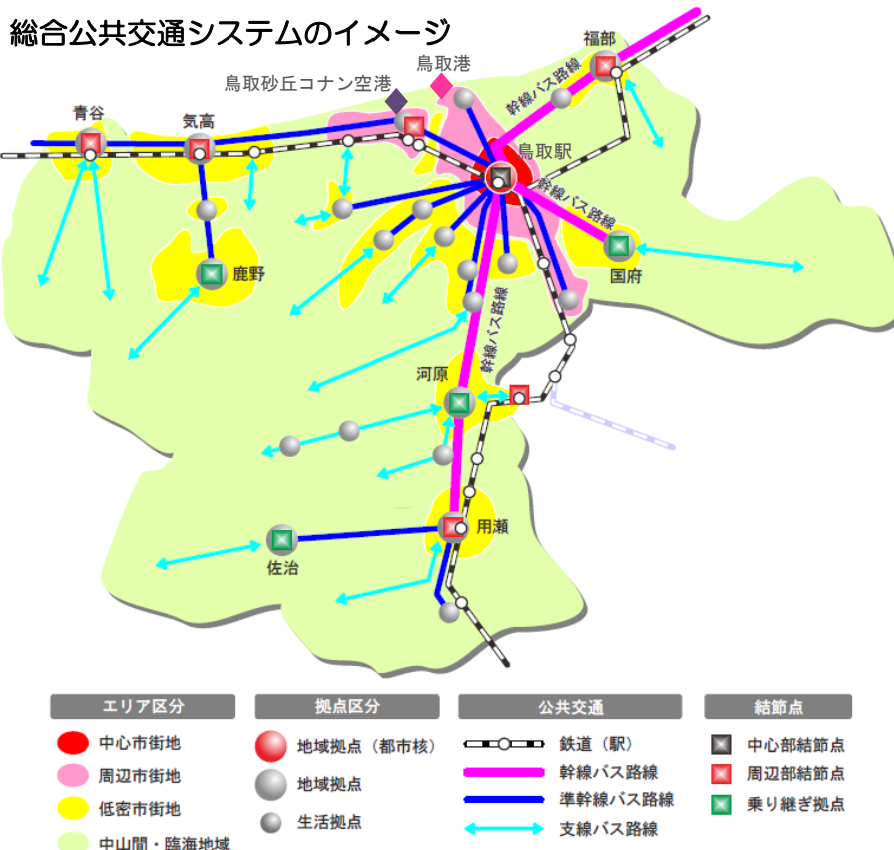 総合公共交通システムのイメージ
福部
鳥取港
鳥取砂丘コナン空港
幹線バス路線
青谷
気高
鳥取駅
幹線バス路線
鹿野
国府
幹線バス路線
河原
用瀬
佐治
エリア区分
中心市街地
周辺市街地
低密市街地
中山間・臨海地域
拠点区分
地域拠点（都市核）
地域拠点
生活拠点
公共交通
鉄道（駅）
幹線バス路線
準幹線バス路線
支線バス路線
結節点
中心部結節点
周辺部結節点
乗り継ぎ拠点